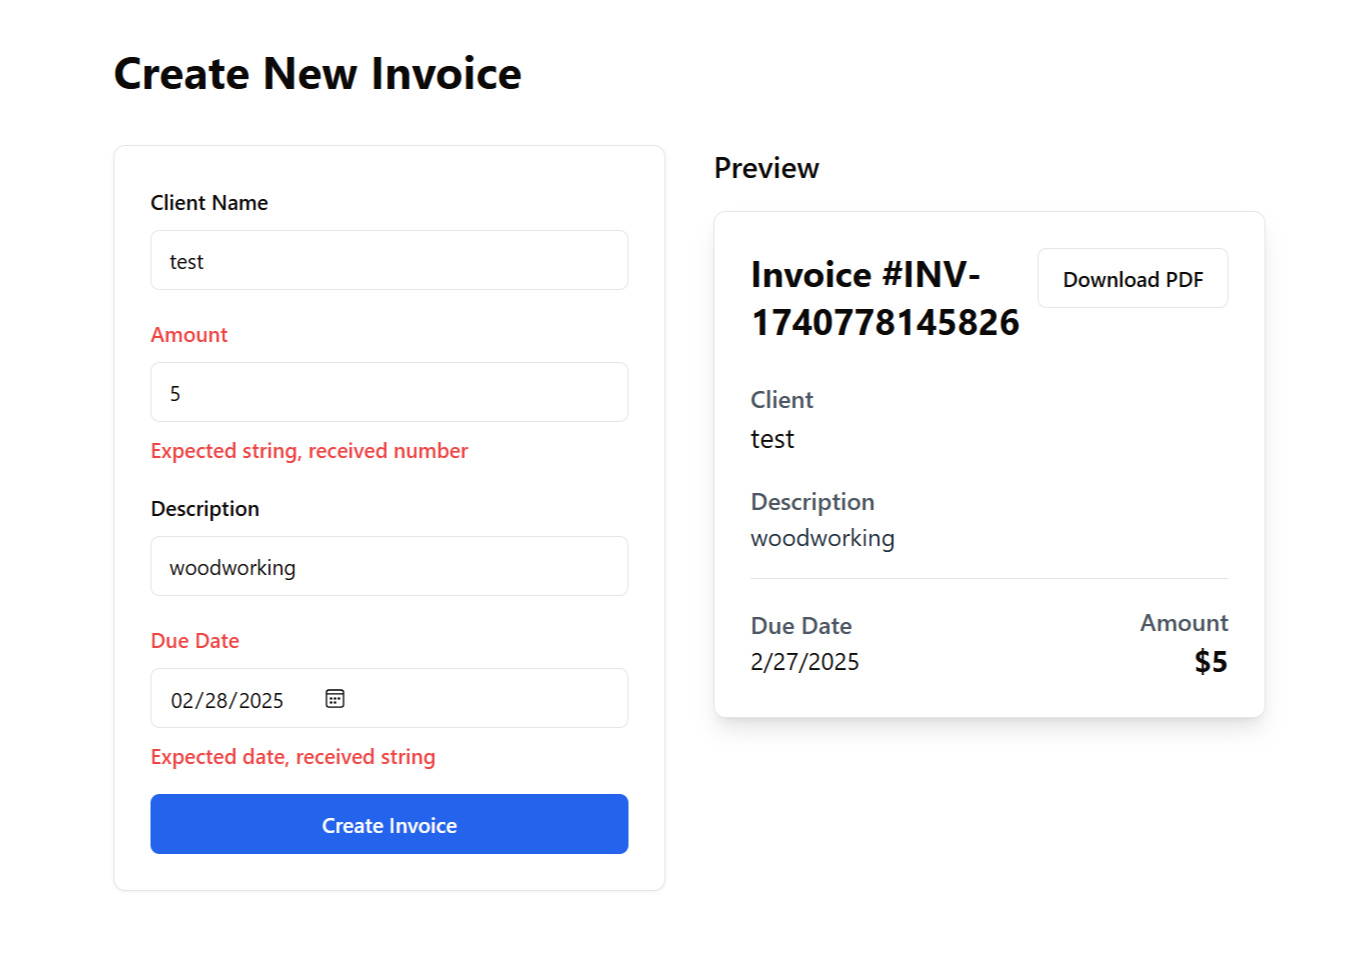 Create New Invoice
Client Name
test
Amount
5
Expected string, received number
Description
woodworking
Due Date
02/28/2025
Expected date, received string
Create Invoice
Preview
Invoice #INV-
1740778145826
Download PDF
Client
test
Description
woodworking
Due Date
2/27/2025
Amount
$5